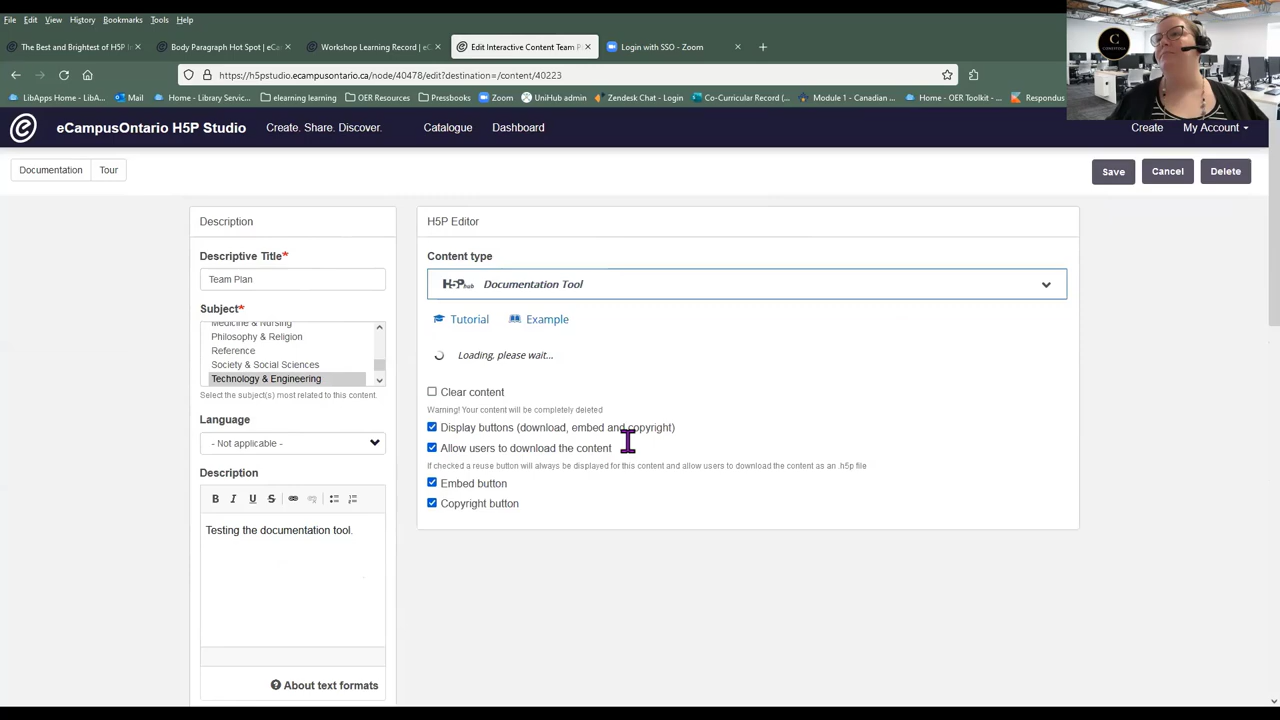 File Edit View History Bookmarks Tools Help
The Best and Brightest of H5P In
Body Paragraph Hot Spot | eCa
Workshop Learning Record | eC
Edit Interactive Content Team P
Login with SSO - Zoom
https://h5pstudio.ecampusontario.ca/node/40478/edit?destination=/content/40223
LibApps Home - LibA... Mail Home - Library Servic... elearning learning OER Resources Pressbooks Zoom UniHub admin Zendesk Chat - Login Co-Curricular Record (... Module 1 - Canadian ... Home - OER Toolkit -... Respondus
C
CONESTOGA
eCampusOntario H5P Studio Create. Share. Discover. Catalogue Dashboard Create My Account
Documentation Tour Save Cancel Delete
Description
Descriptive Title*
Team Plan
Subject*
Medicine & Nursing
Philosophy & Religion
Reference
Society & Social Sciences
Technology & Engineering
Select the subject(s) most related to this content.
Language
- Not applicable -
Description
B I U S
Testing the documentation tool.
About text formats
H5P Editor
Content type
H5P hub Documentation Tool
Tutorial Example
Loading, please wait...
Clear content
Warning! Your content will be completely deleted
Display buttons (download, embed and copyright)
Allow users to download the content
If checked a reuse button will always be displayed for this content and allow users to download the content as an .h5p file
Embed button
Copyright button